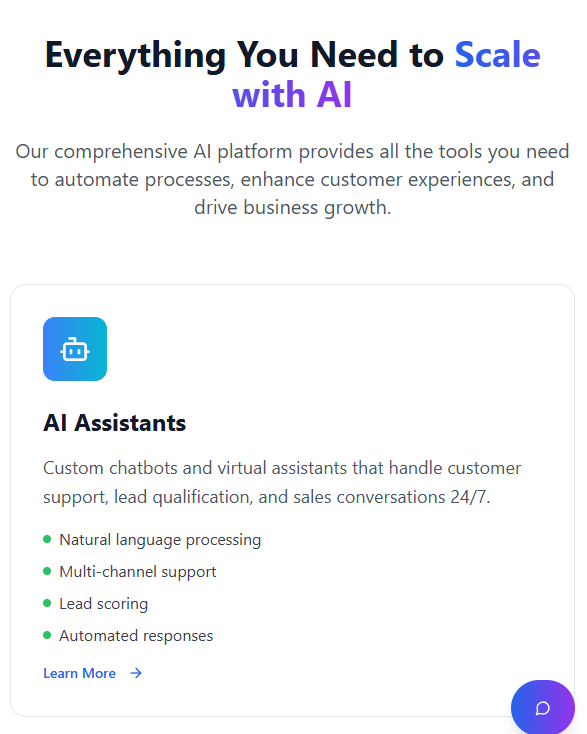 Everything You Need to Scale
with AI
Our comprehensive AI platform provides all the tools you need
to automate processes, enhance customer experiences, and
drive business growth.
AI Assistants
Custom chatbots and virtual assistants that handle customer
support, lead qualification, and sales conversations 24/7.
Natural language processing
Multi-channel support
Lead scoring
Automated responses
Learn More